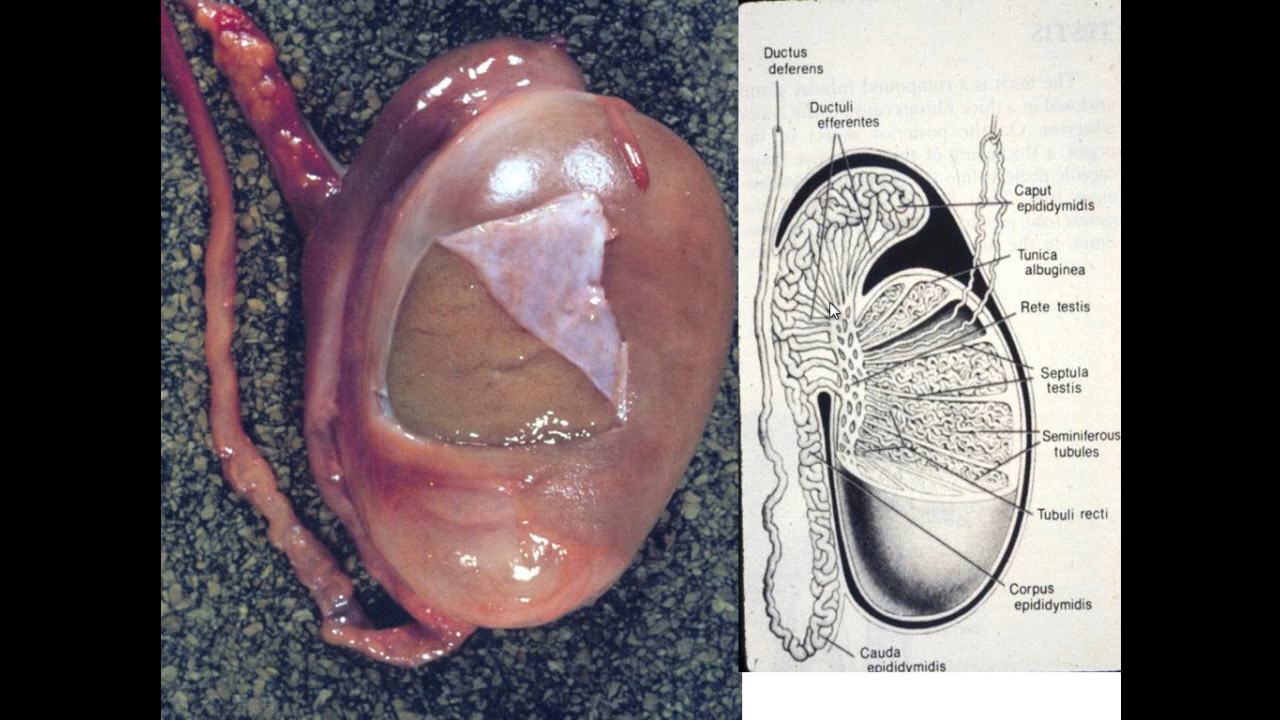 Ductus
deferens
Ductuli
efferentes
Caput
epididymidis
Tunica
albuginea
Rete testis
Septula
testis
Seminiferous
tubules
Tubuli recti
Corpus
epididymidis
Cauda
epididymidis